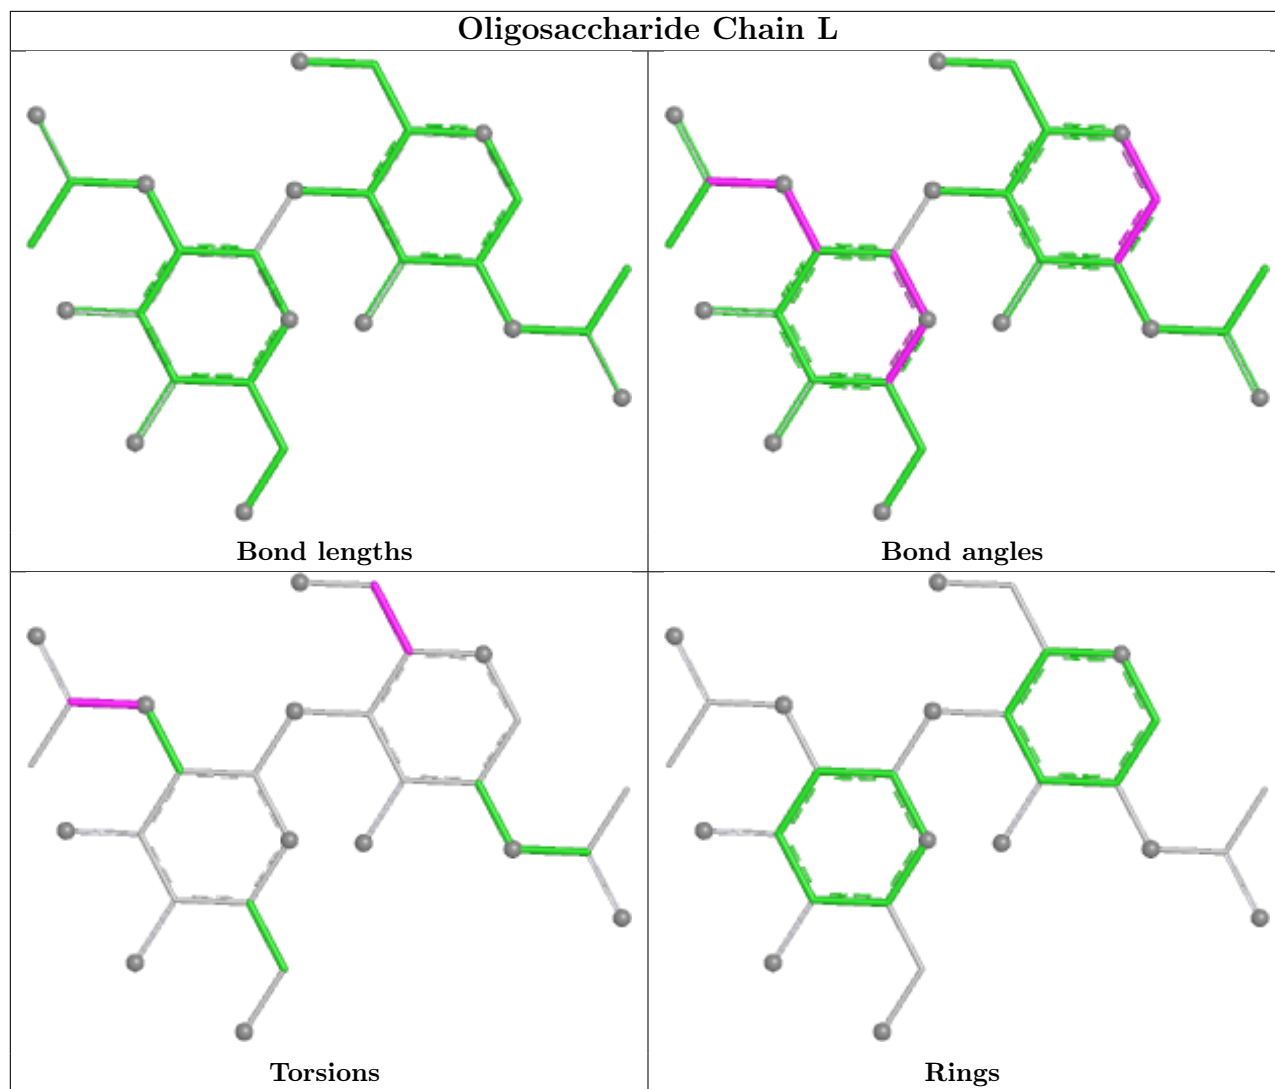 Oligosaccharide Chain L
Bond lengths
Bond angles
Torsions
Rings